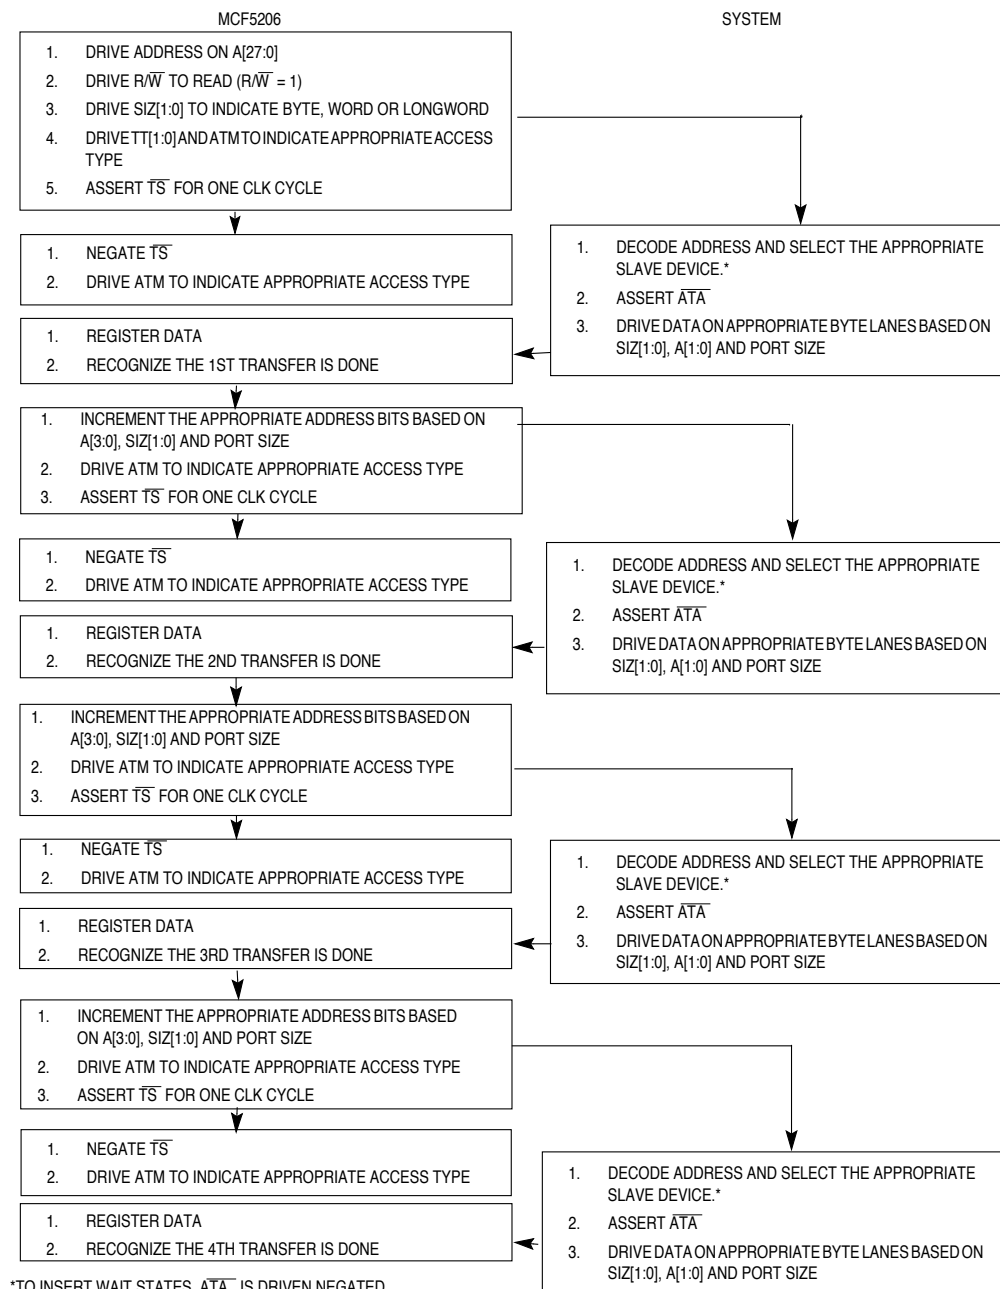 MCF5206
SYSTEM
1. DRIVE ADDRESS ON A[27:0]
2. DRIVE R/W̅ TO READ (R/W̅ = 1)
3. DRIVE SIZ[1:0] TO INDICATE BYTE, WORD OR LONGWORD
4. DRIVE TT[1:0] AND ATM TO INDICATE APPROPRIATE ACCESS
TYPE
5. ASSERT T̅S̅ FOR ONE CLK CYCLE
1. NEGATE T̅S̅
2. DRIVE ATM TO INDICATE APPROPRIATE ACCESS TYPE
1. DECODE ADDRESS AND SELECT THE APPROPRIATE
SLAVE DEVICE.*
2. ASSERT A̅T̅A̅
3. DRIVE DATA ON APPROPRIATE BYTE LANES BASED ON
SIZ[1:0], A[1:0] AND PORT SIZE
1. REGISTER DATA
2. RECOGNIZE THE 1ST TRANSFER IS DONE
1. INCREMENT THE APPROPRIATE ADDRESS BITS BASED ON
A[3:0], SIZ[1:0] AND PORT SIZE
2. DRIVE ATM TO INDICATE APPROPRIATE ACCESS TYPE
3. ASSERT T̅S̅ FOR ONE CLK CYCLE
1. NEGATE T̅S̅
2. DRIVE ATM TO INDICATE APPROPRIATE ACCESS TYPE
1. DECODE ADDRESS AND SELECT THE APPROPRIATE
SLAVE DEVICE.*
2. ASSERT A̅T̅A̅
3. DRIVE DATA ON APPROPRIATE BYTE LANES BASED ON
SIZ[1:0], A[1:0] AND PORT SIZE
1. REGISTER DATA
2. RECOGNIZE THE 2ND TRANSFER IS DONE
1. INCREMENT THE APPROPRIATE ADDRESS BITS BASED ON
A[3:0], SIZ[1:0] AND PORT SIZE
2. DRIVE ATM TO INDICATE APPROPRIATE ACCESS TYPE
3. ASSERT T̅S̅ FOR ONE CLK CYCLE
1. NEGATE T̅S̅
2. DRIVE ATM TO INDICATE APPROPRIATE ACCESS TYPE
1. DECODE ADDRESS AND SELECT THE APPROPRIATE
SLAVE DEVICE.*
2. ASSERT A̅T̅A̅
3. DRIVE DATA ON APPROPRIATE BYTE LANES BASED ON
SIZ[1:0], A[1:0] AND PORT SIZE
1. REGISTER DATA
2. RECOGNIZE THE 3RD TRANSFER IS DONE
1. INCREMENT THE APPROPRIATE ADDRESS BITS BASED
ON A[3:0], SIZ[1:0] AND PORT SIZE
2. DRIVE ATM TO INDICATE APPROPRIATE ACCESS TYPE
3. ASSERT T̅S̅ FOR ONE CLK CYCLE
1. NEGATE T̅S̅
2. DRIVE ATM TO INDICATE APPROPRIATE ACCESS TYPE
1. DECODE ADDRESS AND SELECT THE APPROPRIATE
SLAVE DEVICE.*
2. ASSERT A̅T̅A̅
3. DRIVE DATA ON APPROPRIATE BYTE LANES BASED ON
SIZ[1:0], A[1:0] AND PORT SIZE
1. REGISTER DATA
2. RECOGNIZE THE 4TH TRANSFER IS DONE
*TO INSERT WAIT STATES, A̅T̅A̅ IS DRIVEN NEGATED